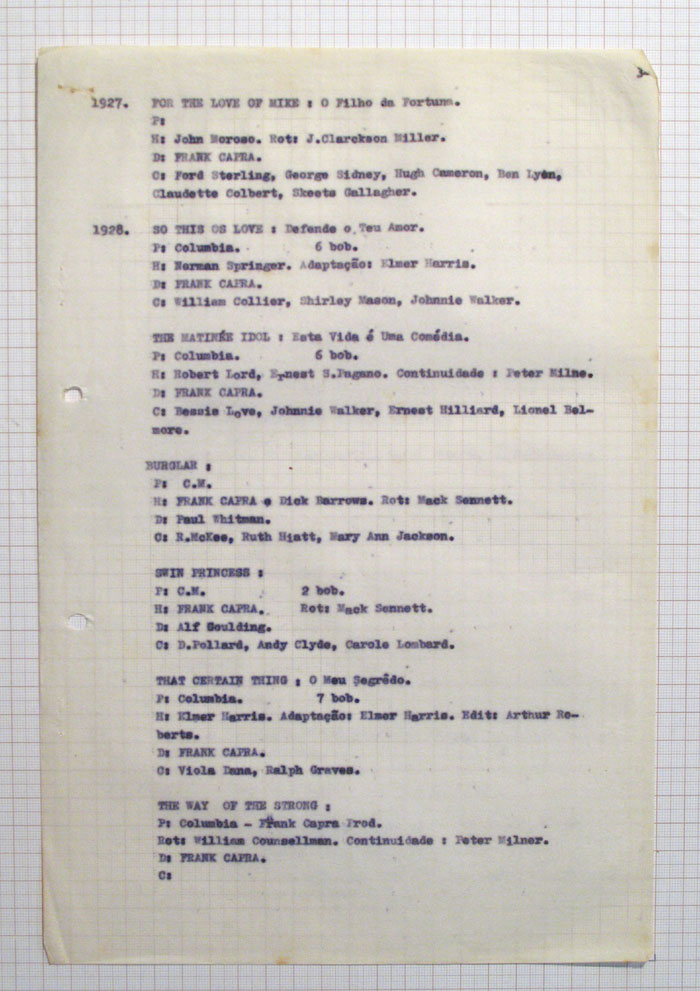 3-
1927. FOR THE LOVE OF MIKE : O Filho da Fortuna.
P:
H: John Moroso. Rot: J.Clarckson Miller.
D: FRANK CAPRA.
C: Ford Sterling, George Sidney, Hugh Cameron, Ben Lyon,
Claudette Colbert, Skeets Gallagher.
1928. SO THIS OS LOVE : Defende o Teu Amor.
P: Columbia. 6 bob.
H: Norman Springer. Adaptação: Elmer Harris.
D: FRANK CAPRA.
C: William Collier, Shirley Mason, Johnnie Walker.
THE MATINÉE IDOL : Esta Vida é Uma Comédia.
P: Columbia. 6 bob.
H: Robert Lord, Ernest S.Pagano. Continuidade : Peter Milne.
D: FRANK CAPRA.
C: Bessie Love, Johnnie Walker, Ernest Hilliard, Lionel Bel-
more.
BURGLAR :
P: C.M.
H: FRANK CAPRA e Dick Barrows. Rot: Mack Sennett.
D: Paul Whitman.
C: R.McKee, Ruth Hiatt, Mary Ann Jackson.
SWIN PRINCESS :
P: C.M. 2 bob.
H: FRANK CAPRA. Rot: Mack Sennett.
D: Alf Goulding.
C: D.Pollard, Andy Clyde, Carole Lombard.
THAT CERTAIN THING : O Meu Segrêdo.
P: Columbia. 7 bob.
H: Elmer Harris. Adaptação: Elmer Harris. Edit: Arthur Ro-
berts.
D: FRANK CAPRA.
C: Viola Dana, Ralph Graves.
THE WAY OF THE STRONG :
P: Columbia - Frank Capra Prod.
Rot: William Counsellman. Continuidade : Peter Milner.
D: FRANK CAPRA.
C: